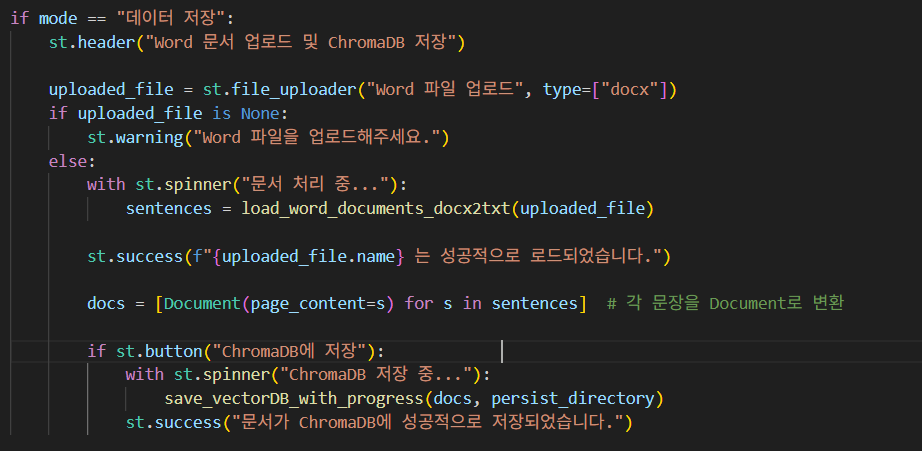 if mode == "데이터 저장":
    st.header("Word 문서 업로드 및 ChromaDB 저장")
    uploaded_file = st.file_uploader("Word 파일 업로드", type=["docx"])
    if uploaded_file is None:
        st.warning("Word 파일을 업로드해주세요.")
    else:
        with st.spinner("문서 처리 중..."):
            sentences = load_word_documents_docx2txt(uploaded_file)
        st.success(f"{uploaded_file.name} 는 성공적으로 로드되었습니다.")
        docs = [Document(page_content=s) for s in sentences]  # 각 문장을 Document로 변환
        if st.button("ChromaDB에 저장"):
            with st.spinner("ChromaDB 저장 중..."):
                save_vectorDB_with_progress(docs, persist_directory)
            st.success("문서가 ChromaDB에 성공적으로 저장되었습니다.")